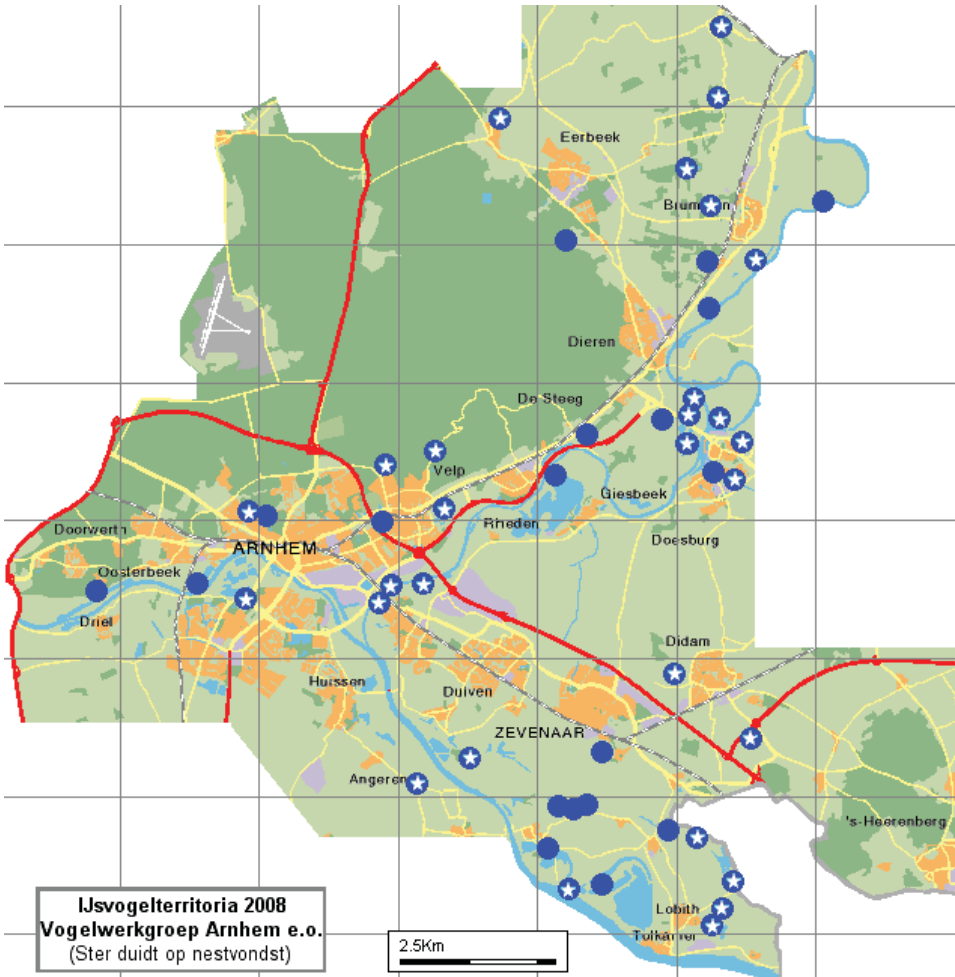 Eerbeek
Brummen
Dieren
De Steeg
Velp
Giesbeek
Rheden
Doorwerth
ARNHEM
Doesburg
Oosterbeek
Driel
Didam
Huissen
Duiven
ZEVENAAR
Angeren
's-Heerenberg
Lobith
Tolkamer
IJsvogelterritoria 2008
Vogelwerkgroep Arnhem e.o.
(Ster duidt op nestvondst)
2.5Km